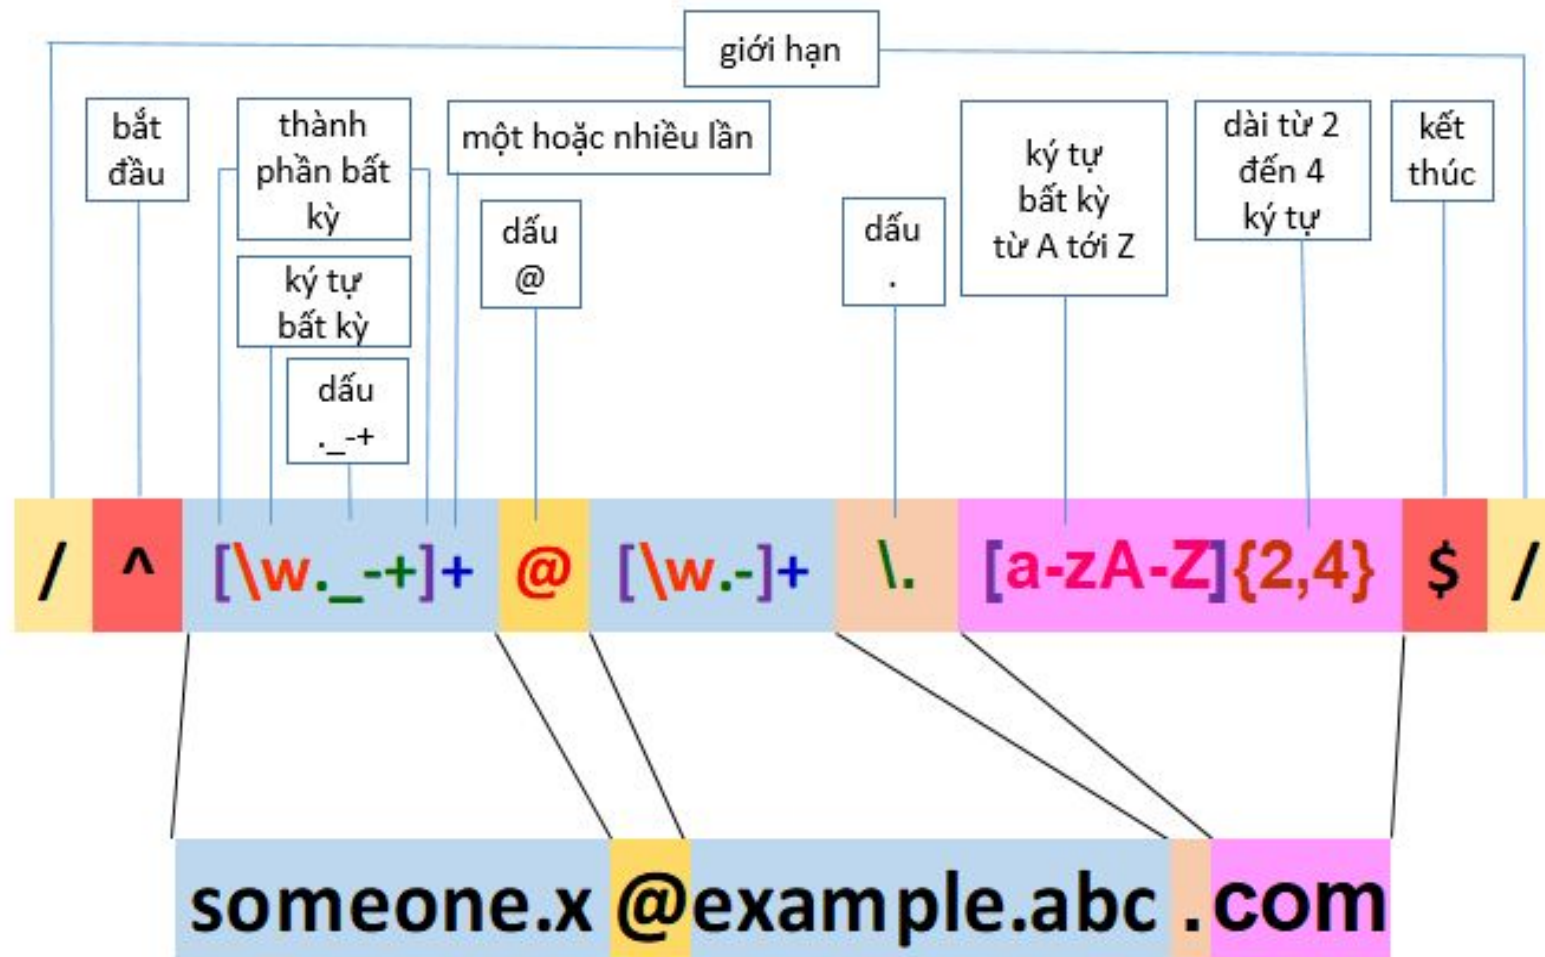 giới hạn
bắt
đầu
thành
phần bất
kỳ
một hoặc nhiều lần
ký tự
bất kỳ
từ A tới Z
dài từ 2
đến 4
ký tự
kết
thúc
dấu
@
dấu
.
ký tự
bất kỳ
dấu
._-+
/ ^ [\w._-+]+ @ [\w.-]+ \. [a-zA-Z]{2,4} $ /
someone.x @example.abc .com